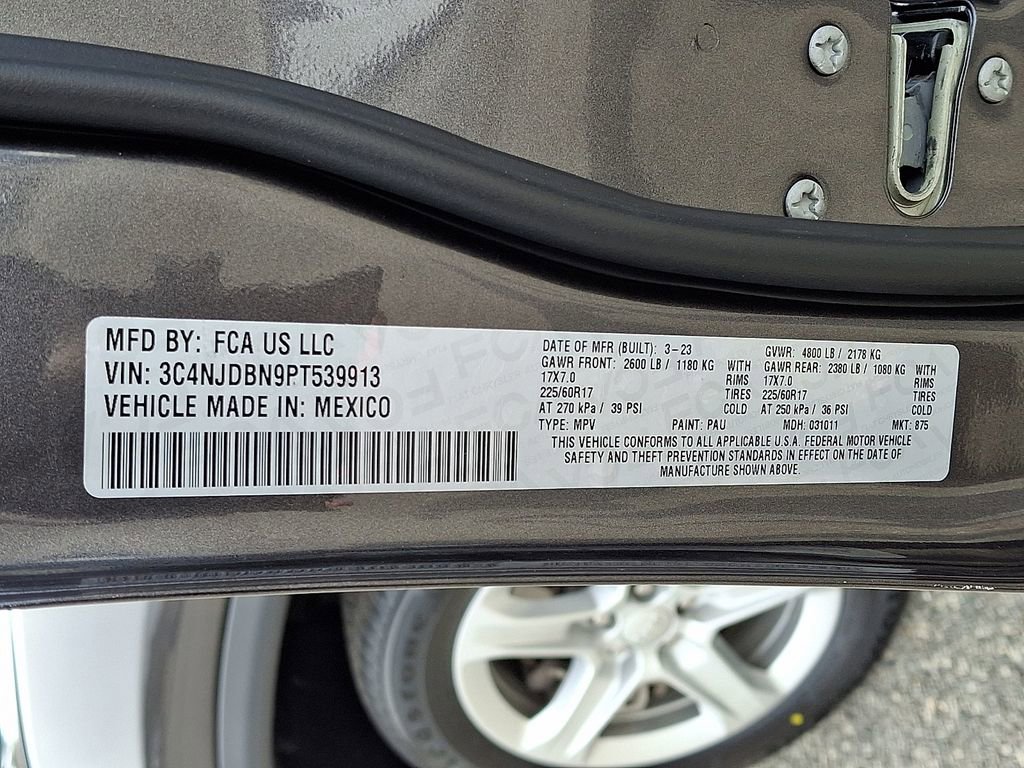 MFD BY: FCA US LLC
VIN: 3C4NJDBN9PT539913
VEHICLE MADE IN: MEXICO
DATE OF MFR (BUILT): 3-23 GVWR: 4800 LB / 2178 KG
GAWR FRONT: 2600 LB / 1180 KG WITH GAWR REAR: 2380 LB / 1080 KG WITH
17X7.0 RIMS 17X7.0 RIMS
225/60R17 TIRES 225/60R17 TIRES
AT 270 kPa / 39 PSI COLD AT 250 kPa / 36 PSI COLD
TYPE: MPV PAINT: PAU MDH: 031011 MKT: 875
THIS VEHICLE CONFORMS TO ALL APPLICABLE U.S.A. FEDERAL MOTOR VEHICLE
SAFETY AND THEFT PREVENTION STANDARDS IN EFFECT ON THE DATE OF
MANUFACTURE SHOWN ABOVE.